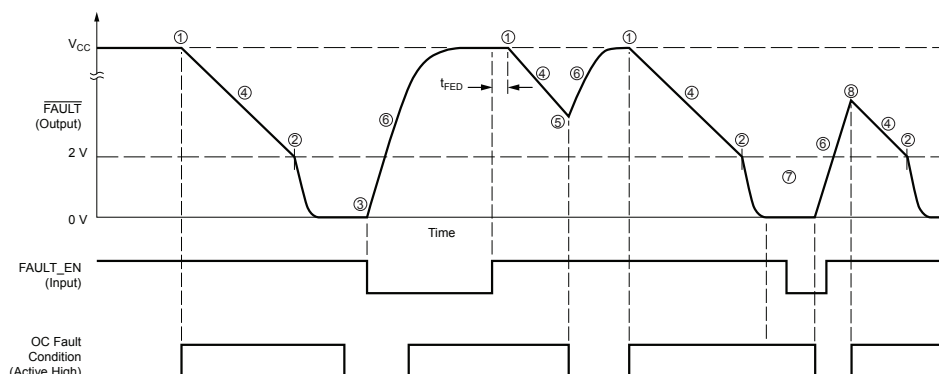 V_CC
① ① ①
④ ④ ⑥ ④ ⑧
t_FED
FAULT
(Output)
⑥ ⑤ ④
② ② ⑥ ②
2 V
⑦
③
0 V
Time
FAULT_EN
(Input)
OC Fault
Condition
(Active High)